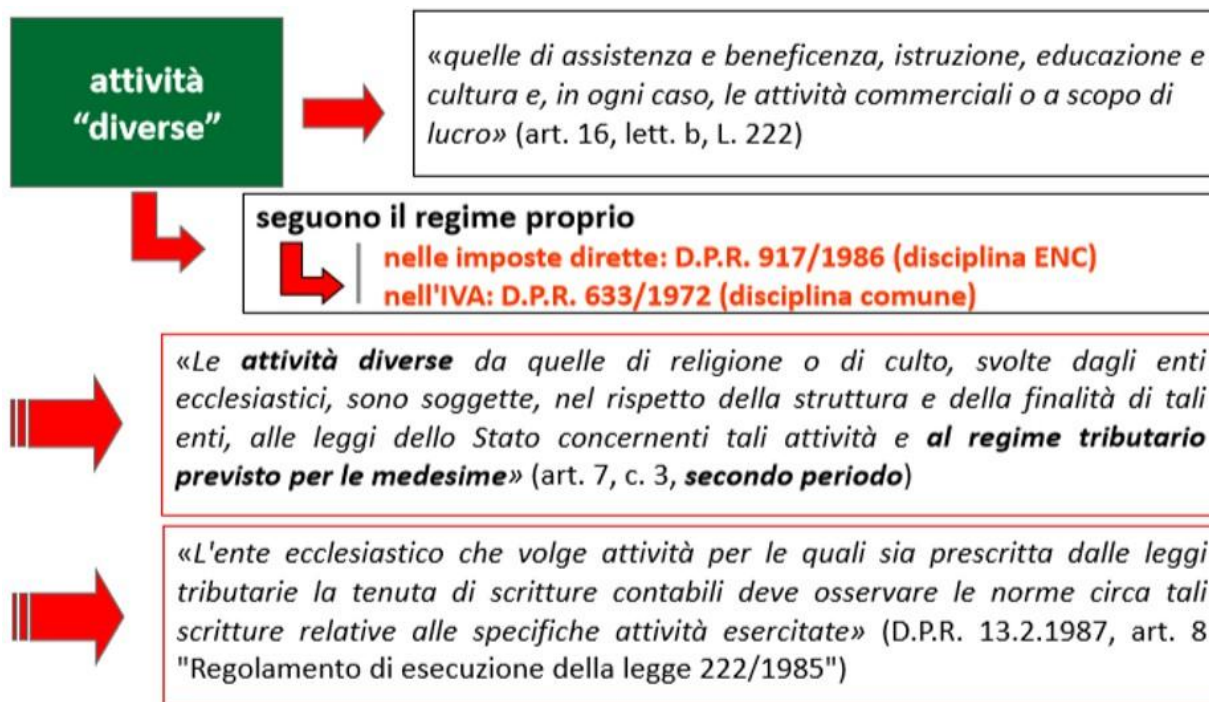 attività
“diverse”
«quelle di assistenza e beneficenza, istruzione, educazione e
cultura e, in ogni caso, le attività commerciali o a scopo di
lucro» (art. 16, lett. b, L. 222)
seguono il regime proprio
nelle imposte dirette: D.P.R. 917/1986 (disciplina ENC)
nell'IVA: D.P.R. 633/1972 (disciplina comune)
«Le attività diverse da quelle di religione o di culto, svolte dagli enti
ecclesiastici, sono soggette, nel rispetto della struttura e della finalità di tali
enti, alle leggi dello Stato concernenti tali attività e al regime tributario
previsto per le medesime» (art. 7, c. 3, secondo periodo)
«L'ente ecclesiastico che volge attività per le quali sia prescritta dalle leggi
tributarie la tenuta di scritture contabili deve osservare le norme circa tali
scritture relative alle specifiche attività esercitate» (D.P.R. 13.2.1987, art. 8
"Regolamento di esecuzione della legge 222/1985")